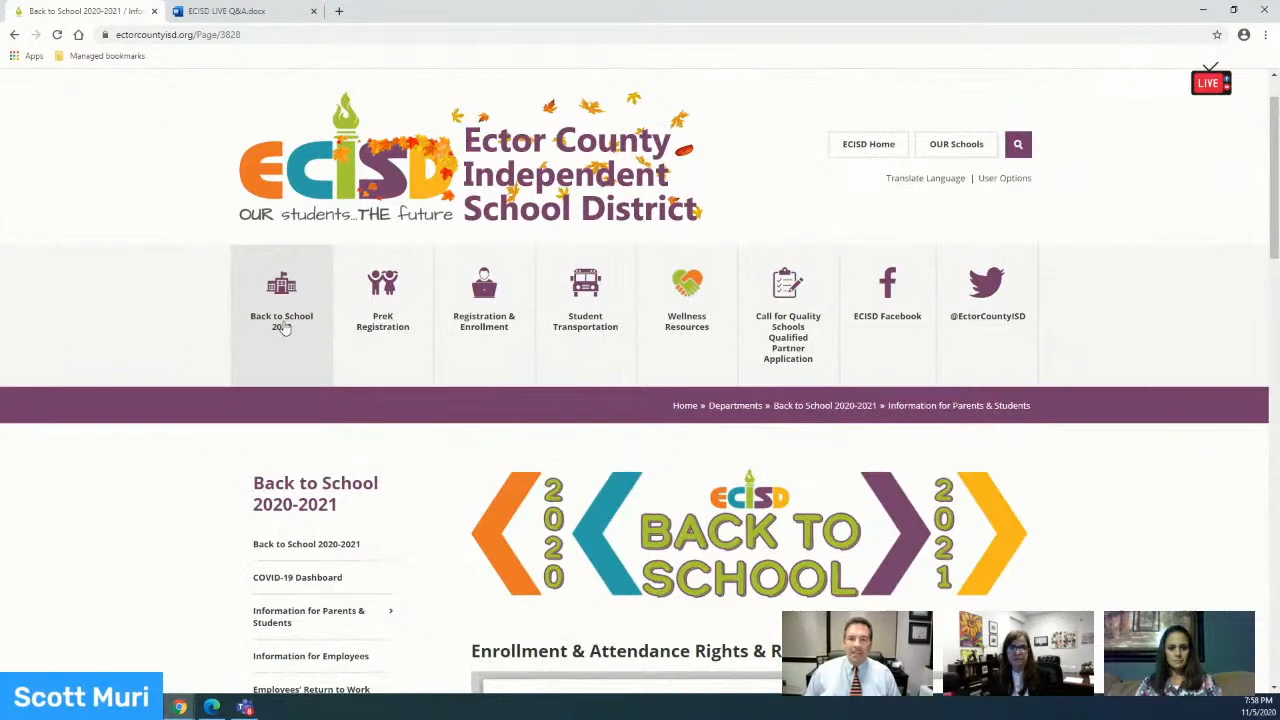 Back to School 2020-2021 / Infor
ECISD LIVE Q&A.docx
ectorcountyisd.org/Page/3828
Apps
Managed bookmarks
LIVE
ECISD
OUR students...THE future
Ector County
Independent
School District
ECISD Home
OUR Schools
Translate Language | User Options
Back to School
PreK
Registration
Registration &
Enrollment
Student
Transportation
Wellness
Resources
Call for Quality
Schools
Qualified
Partner
Application
ECISD Facebook
@EctorCountyISD
Home » Departments » Back to School 2020-2021 » Information for Parents & Students
Back to School
2020-2021
Back to School 2020-2021
COVID-19 Dashboard
Information for Parents &
Students
Information for Employees
Employees' Return to Work
2020
ECISD
BACK TO
SCHOOL
2021
Enrollment & Attendance Rights & R
Scott Muri
7:58 PM
11/5/2020